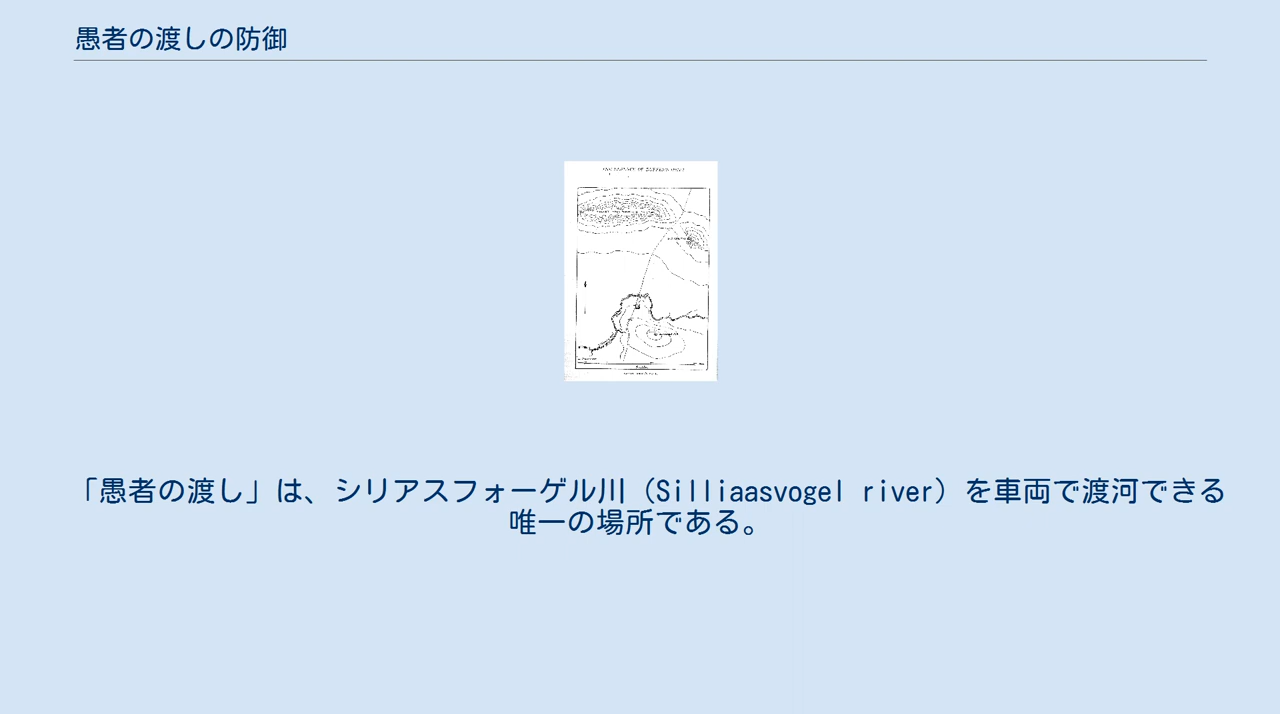 愚者の渡しの防御
「愚者の渡し」は、シリアスフォーゲル川（Silliaasvogel river）を車両で渡河できる
唯一の場所である。